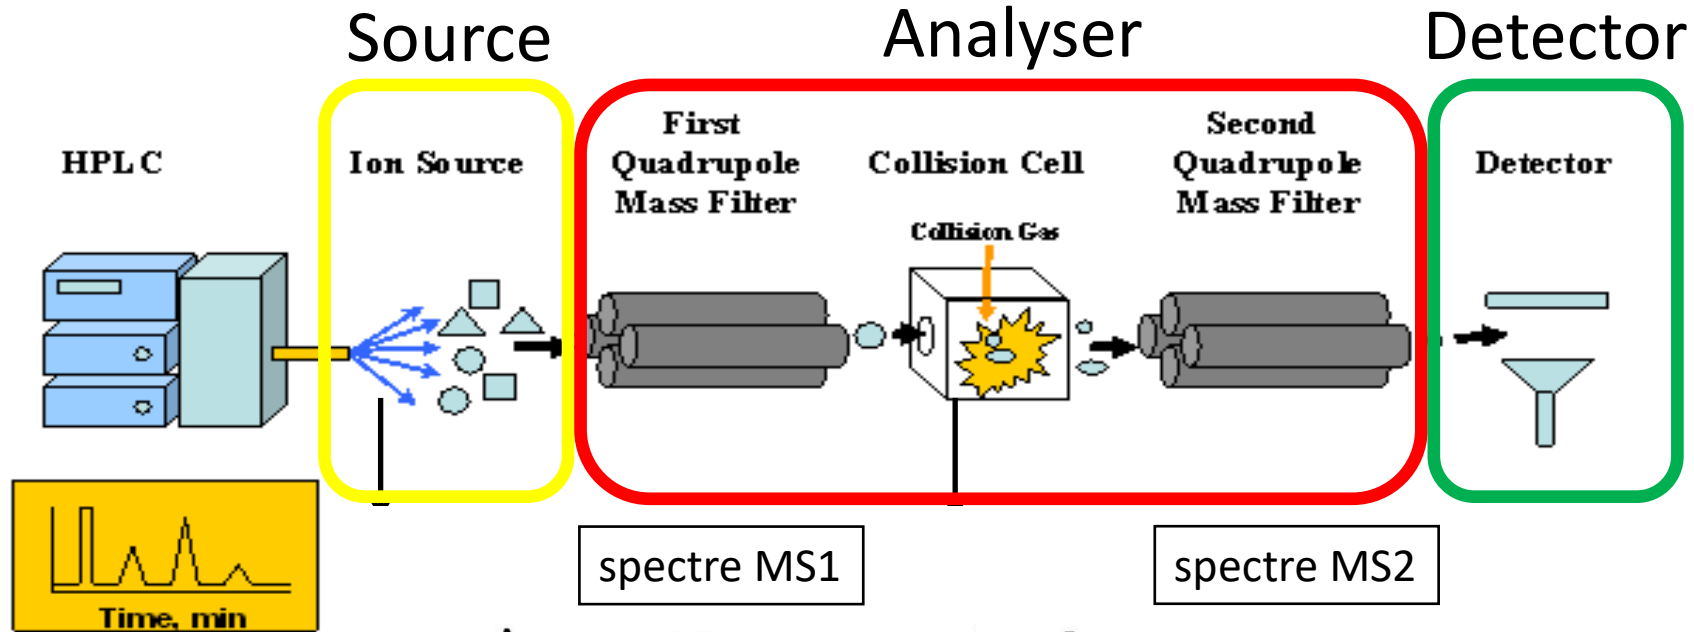 Source
Analyser
Detector
HPLC
Ion Source
First
Quadrupole
Mass Filter
Collision Cell
Collision Gas
Second
Quadrupole
Mass Filter
Detector
Time, min
spectre MS1
spectre MS2